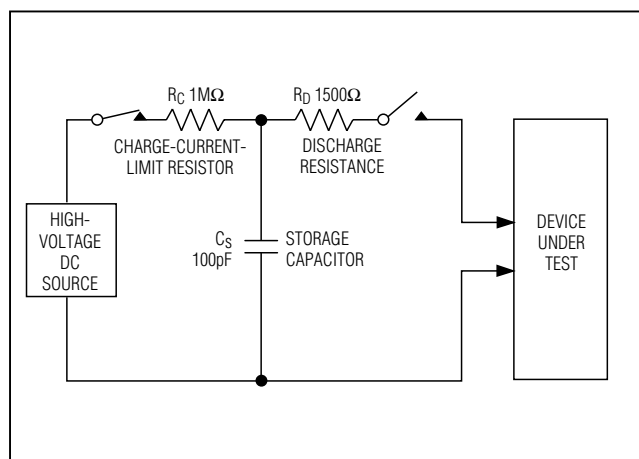 R_C 1MΩ
CHARGE-CURRENT-
LIMIT RESISTOR
R_D 1500Ω
DISCHARGE
RESISTANCE
HIGH-
VOLTAGE
DC
SOURCE
C_S
100pF
STORAGE
CAPACITOR
DEVICE
UNDER
TEST